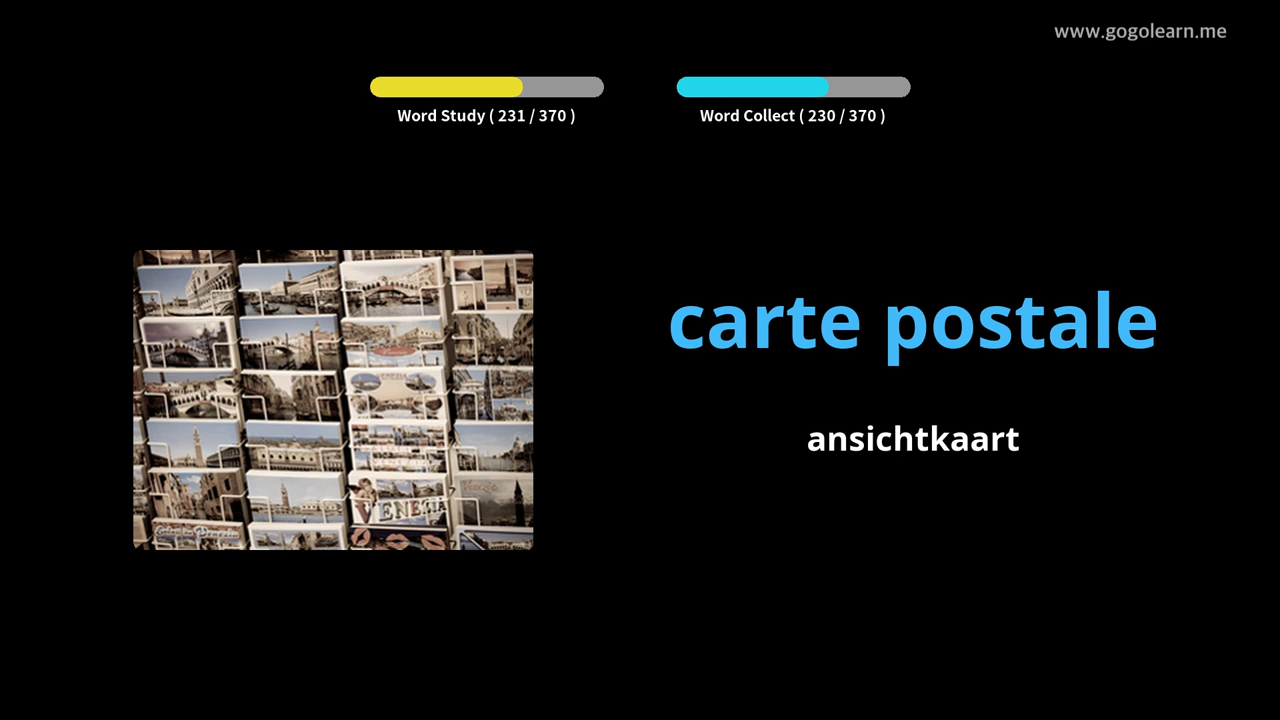 www.gogolearn.me
Word Study ( 231 / 370 )
Word Collect ( 230 / 370 )
carte postale
ansichtkaart
VENEZIA